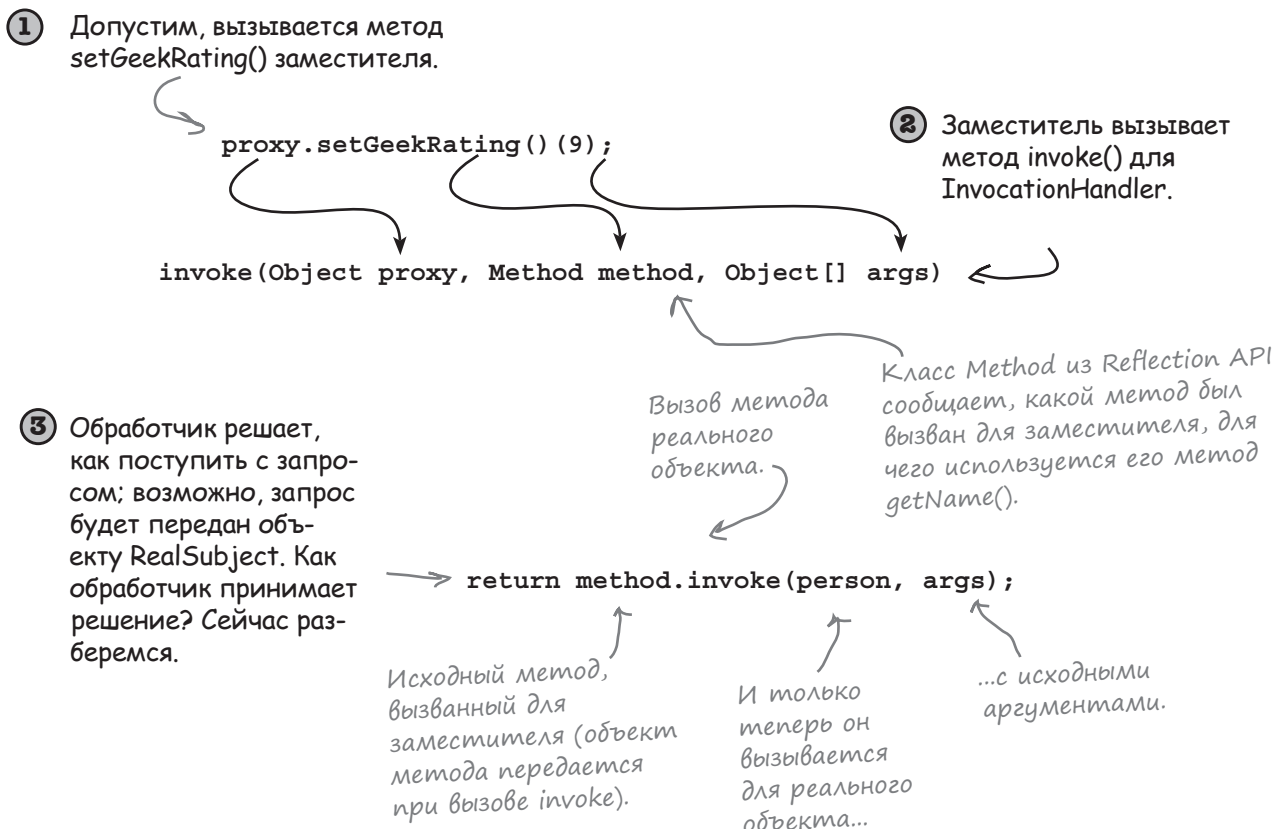 1 Допустим, вызывается метод
setGeekRating() заместителя.
proxy.setGeekRating()(9);
2 Заместитель вызывает
метод invoke() для
InvocationHandler.
invoke(Object proxy, Method method, Object[] args)
Класс Method из Reflection API
сообщает, какой метод был
вызван для заместителя, для
чего используется его метод
getName().
Вызов метода
реального
объекта.
3 Обработчик решает,
как поступить с запро-
сом; возможно, запрос
будет передан объ-
екту RealSubject. Как
обработчик принимает
решение? Сейчас раз-
беремся.
return method.invoke(person, args);
Исходный метод,
вызванный для
заместителя (объект
метода передается
при вызове invoke).
И только
теперь он
вызывается
для реального
объекта...
...с исходными
аргументами.